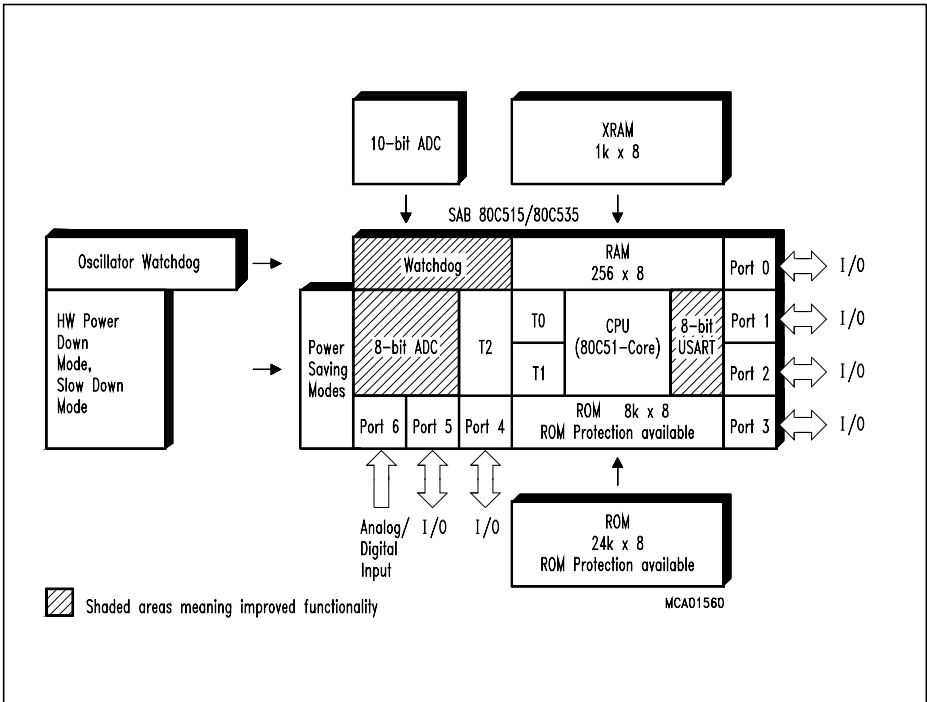 10-bit ADC
XRAM
1k x 8
SAB 80C515/80C535
Oscillator Watchdog
Watchdog
RAM
256 x 8
Port 0
I/O
HW Power
Down
Mode,
Slow Down
Mode
Power
Saving
Modes
8-bit ADC
T2
T0
T1
CPU
(80C51-Core)
8-bit
USART
Port 1
I/O
Port 2
I/O
Port 6
Port 5
Port 4
ROM 8k x 8
ROM Protection available
Port 3
I/O
Analog/
Digital
Input
I/O
I/O
ROM
24k x 8
ROM Protection available
MCA01560
Shaded areas meaning improved functionality